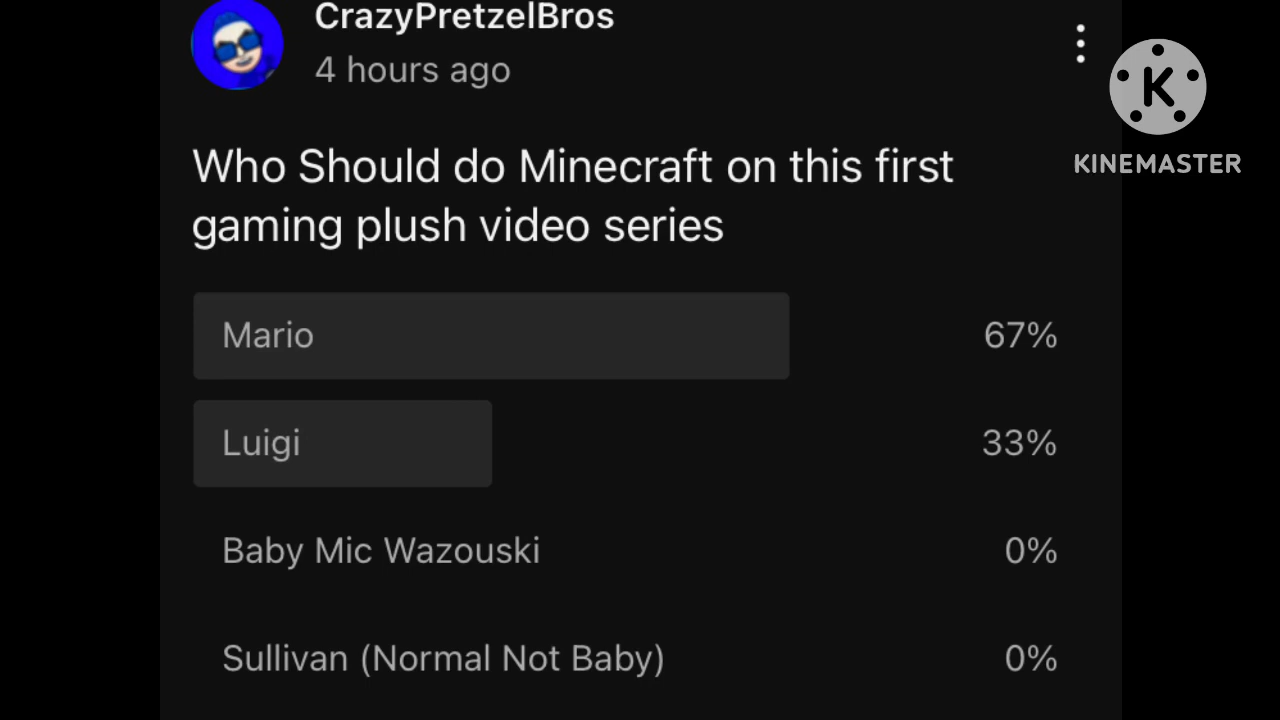 CrazyPretzelBros
4 hours ago
K
KINEMASTER
Who Should do Minecraft on this first
gaming plush video series
Mario 67%
Luigi 33%
Baby Mic Wazouski 0%
Sullivan (Normal Not Baby) 0%